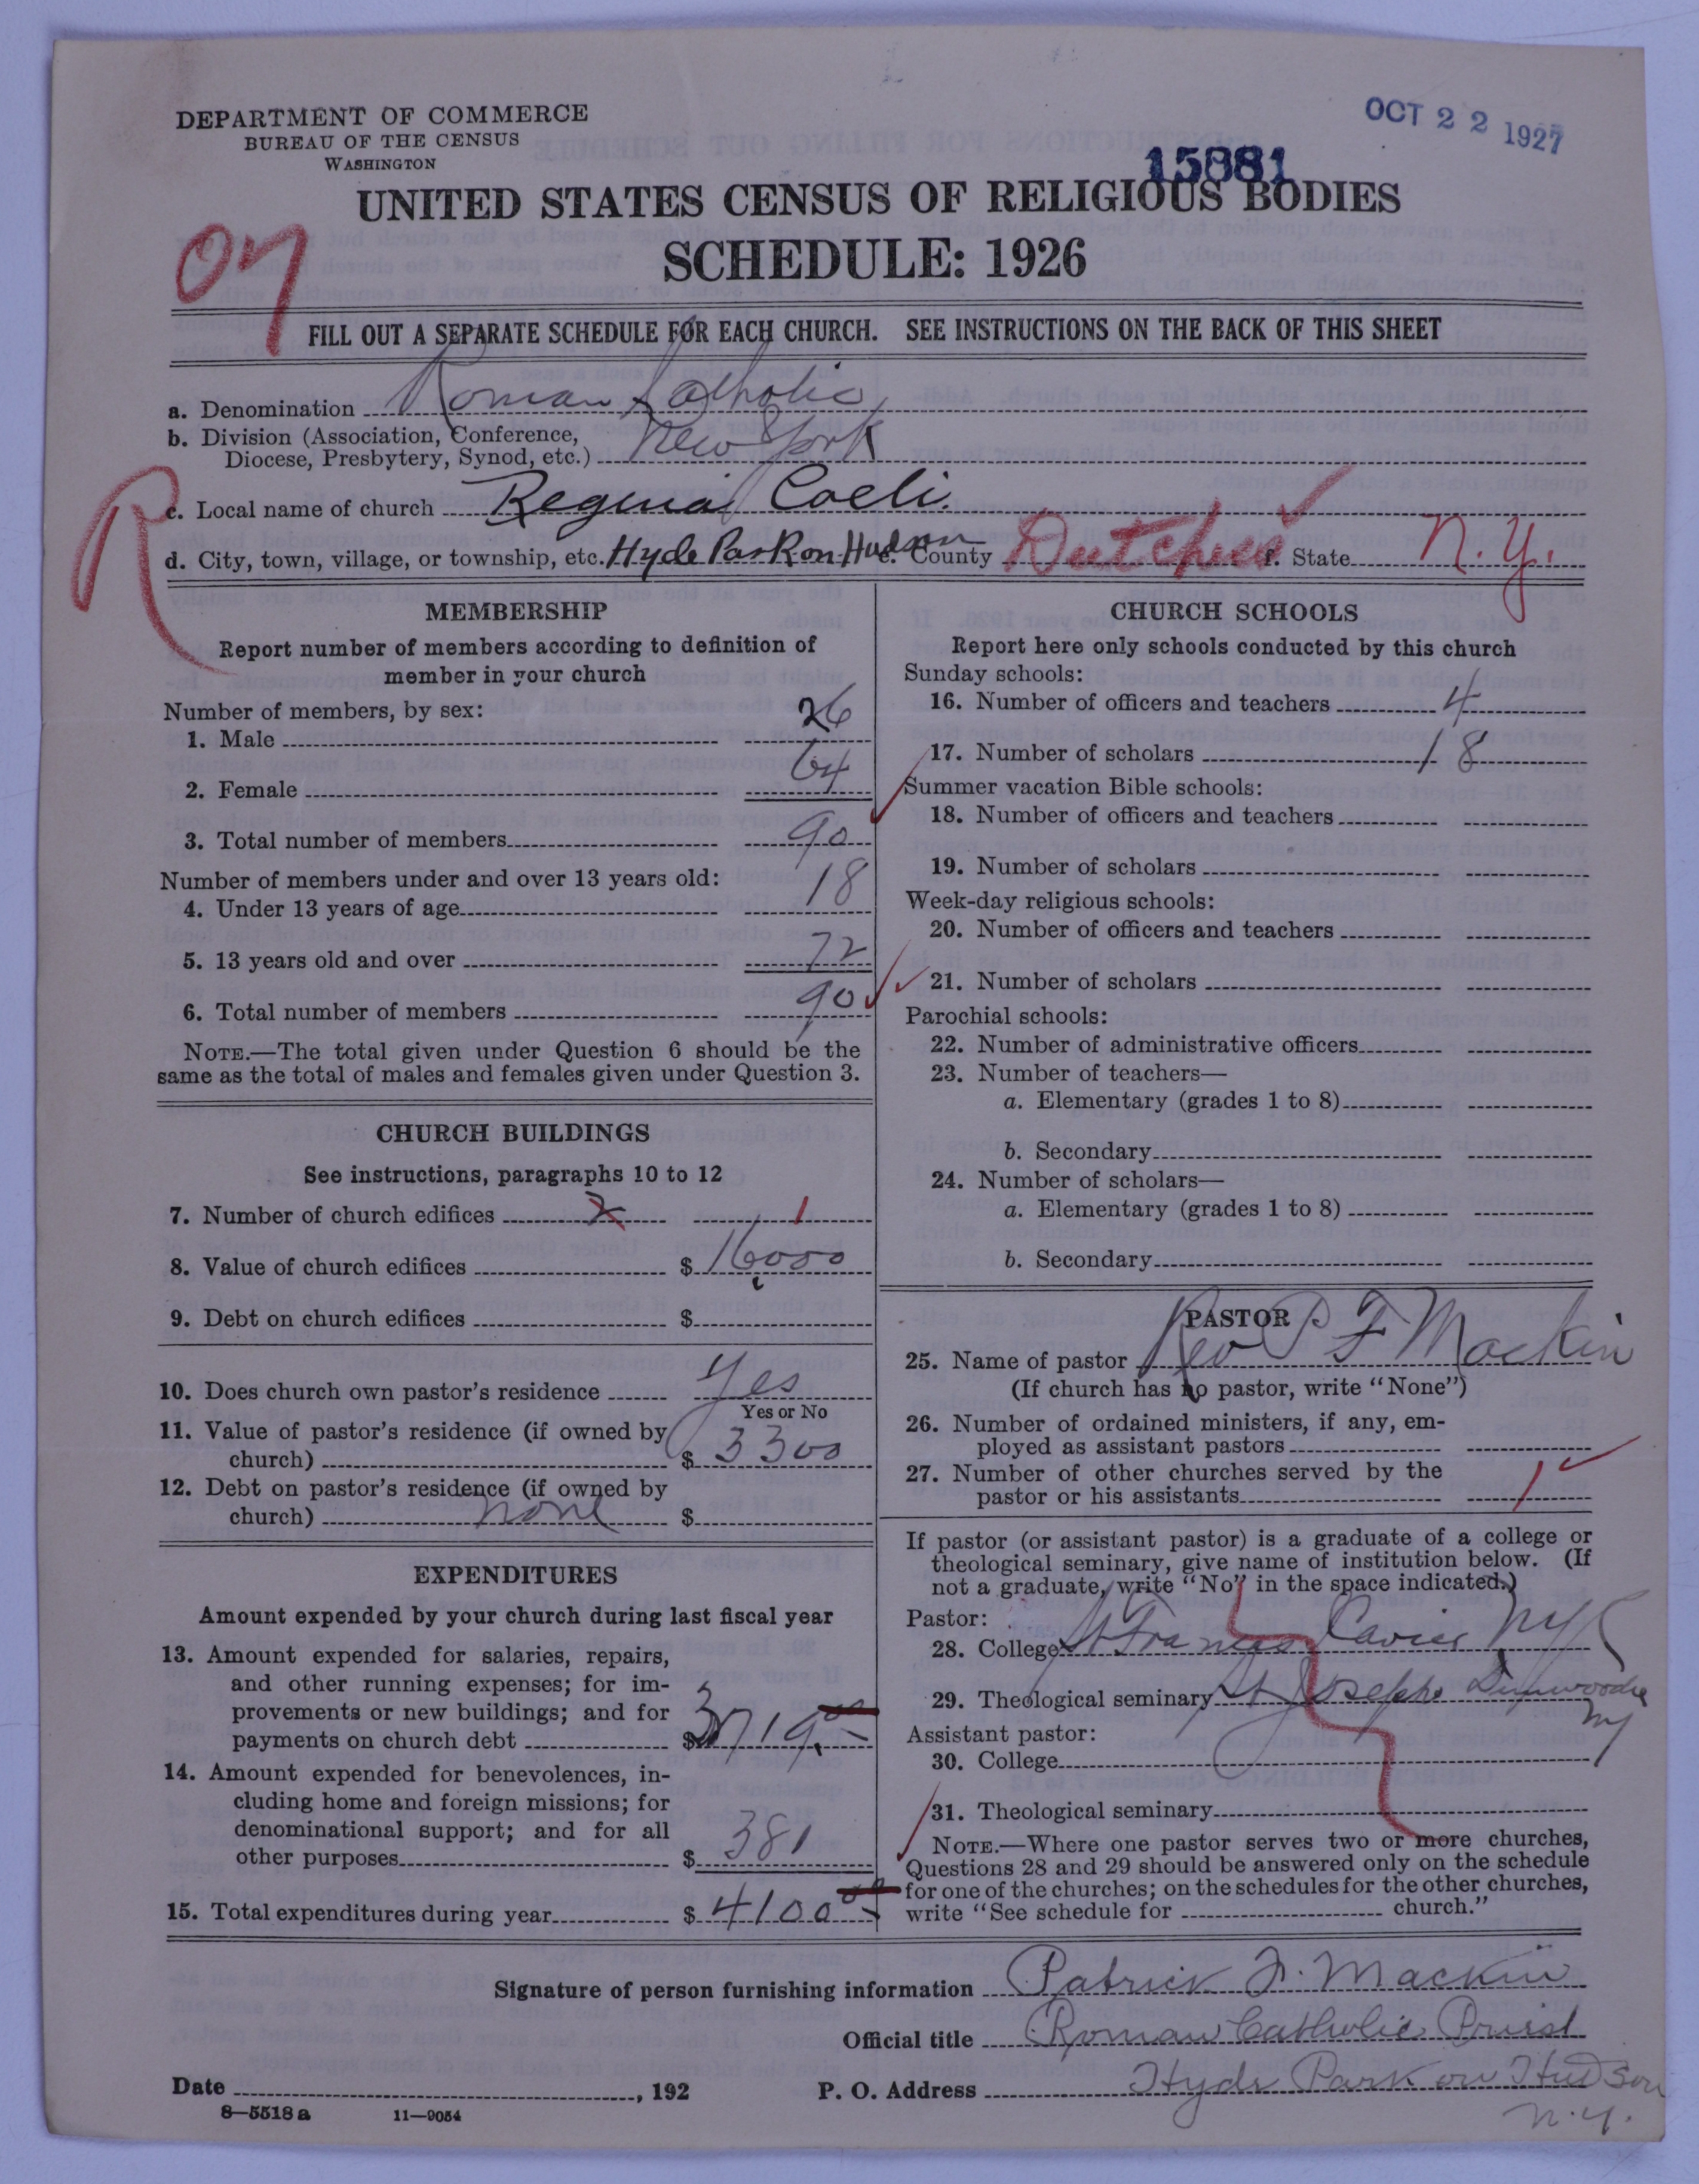 DEPARTMENT OF COMMERCE
BUREAU OF THE CENSUS
WASHINGTON
OCT 22 1927
15881
UNITED STATES CENSUS OF RELIGIOUS BODIES
SCHEDULE: 1926
FILL OUT A SEPARATE SCHEDULE FOR EACH CHURCH. SEE INSTRUCTIONS ON THE BACK OF THIS SHEET
a. Denomination Roman Catholic
b. Division (Association, Conference,
Diocese, Presbytery, Synod, etc.) New York
R
c. Local name of church Regina Coeli.
d. City, town, village, or township, etc. Hyde Park on Hudson e. County Dutchess f. State N.Y.
MEMBERSHIP
Report number of members according to definition of
member in your church
Number of members, by sex:
1. Male 26
2. Female 64
3. Total number of members 90
Number of members under and over 13 years old:
4. Under 13 years of age 18
5. 13 years old and over 72
6. Total number of members 90
NOTE.—The total given under Question 6 should be the
same as the total of males and females given under Question 3.
CHURCH BUILDINGS
See instructions, paragraphs 10 to 12
7. Number of church edifices 2 1
8. Value of church edifices $ 16000
9. Debt on church edifices $
10. Does church own pastor's residence Yes
Yes or No
11. Value of pastor's residence (if owned by
church) $ 3300
12. Debt on pastor's residence (if owned by
church) none $
EXPENDITURES
Amount expended by your church during last fiscal year
13. Amount expended for salaries, repairs,
and other running expenses; for im-
provements or new buildings; and for
payments on church debt $ 3719.
14. Amount expended for benevolences, in-
cluding home and foreign missions; for
denominational support; and for all
other purposes $ 381
15. Total expenditures during year $ 4100 00
CHURCH SCHOOLS
Report here only schools conducted by this church
Sunday schools:
16. Number of officers and teachers 4
17. Number of scholars 18
Summer vacation Bible schools:
18. Number of officers and teachers
19. Number of scholars
Week-day religious schools:
20. Number of officers and teachers
21. Number of scholars
Parochial schools:
22. Number of administrative officers
23. Number of teachers—
a. Elementary (grades 1 to 8)
b. Secondary
24. Number of scholars—
a. Elementary (grades 1 to 8)
b. Secondary
PASTOR
25. Name of pastor Rev P F Mackin
(If church has no pastor, write "None")
26. Number of ordained ministers, if any, em-
ployed as assistant pastors
27. Number of other churches served by the
pastor or his assistants 1
If pastor (or assistant pastor) is a graduate of a college or
theological seminary, give name of institution below. (If
not a graduate, write "No" in the space indicated.)
Pastor:
28. College St Francis Xavier NY
29. Theological seminary St Josephs Dunwoodie
NY
Assistant pastor:
30. College
31. Theological seminary
NOTE.—Where one pastor serves two or more churches,
Questions 28 and 29 should be answered only on the schedule
for one of the churches; on the schedules for the other churches,
write "See schedule for church."
Signature of person furnishing information Patrick F. Mackin
Official title Roman Catholic Priest
Date , 192 P. O. Address Hyde Park on Hudson
N.Y.
8—5518 a 11—9054